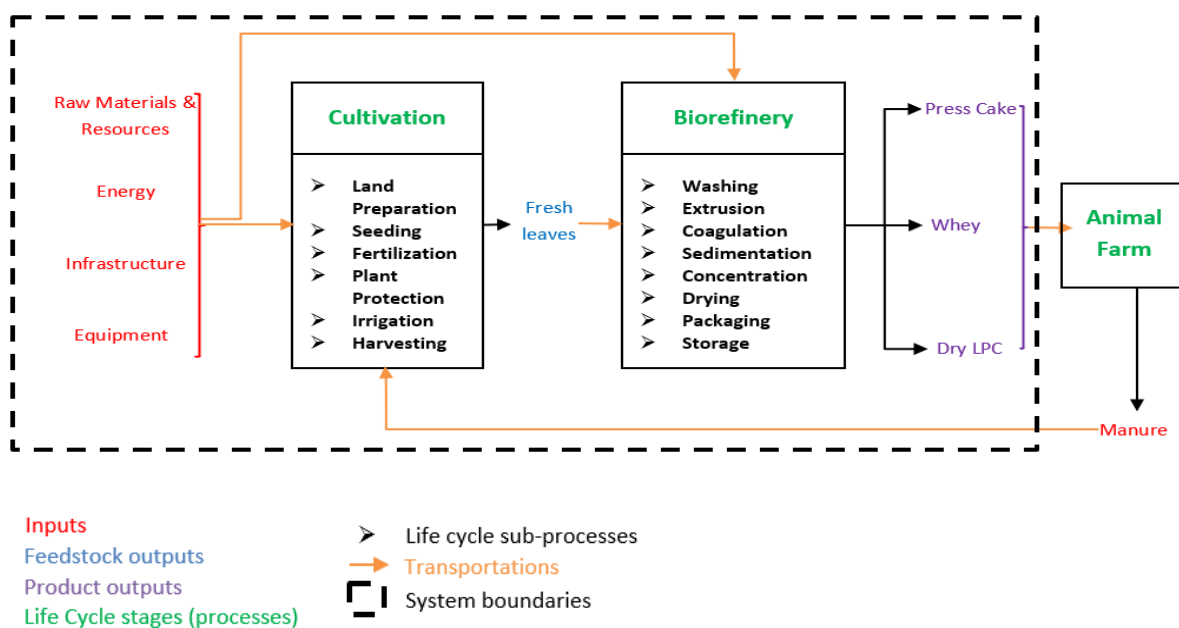 Raw Materials &
Resources
Energy
Infrastructure
Equipment
Cultivation
➢ Land
Preparation
➢ Seeding
➢ Fertilization
➢ Plant
Protection
➢ Irrigation
➢ Harvesting
Fresh
leaves
Biorefinery
➢ Washing
➢ Extrusion
➢ Coagulation
➢ Sedimentation
➢ Concentration
➢ Drying
➢ Packaging
➢ Storage
Press Cake
Whey
Dry LPC
Animal
Farm
Manure
Inputs
Feedstock outputs
Product outputs
Life Cycle stages (processes)
➢ Life cycle sub-processes
Transportations
System boundaries